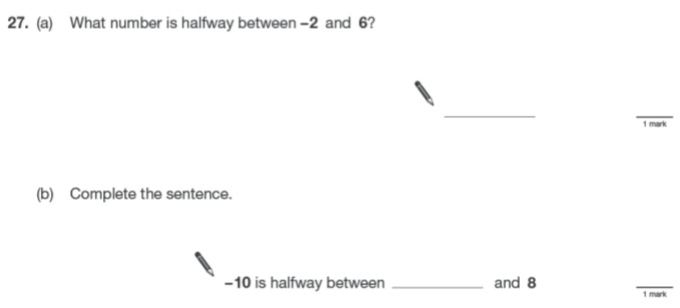 27. (a) What number is halfway between –2 and 6?
1 mark
(b) Complete the sentence.
–10 is halfway between __________ and 8
1 mark